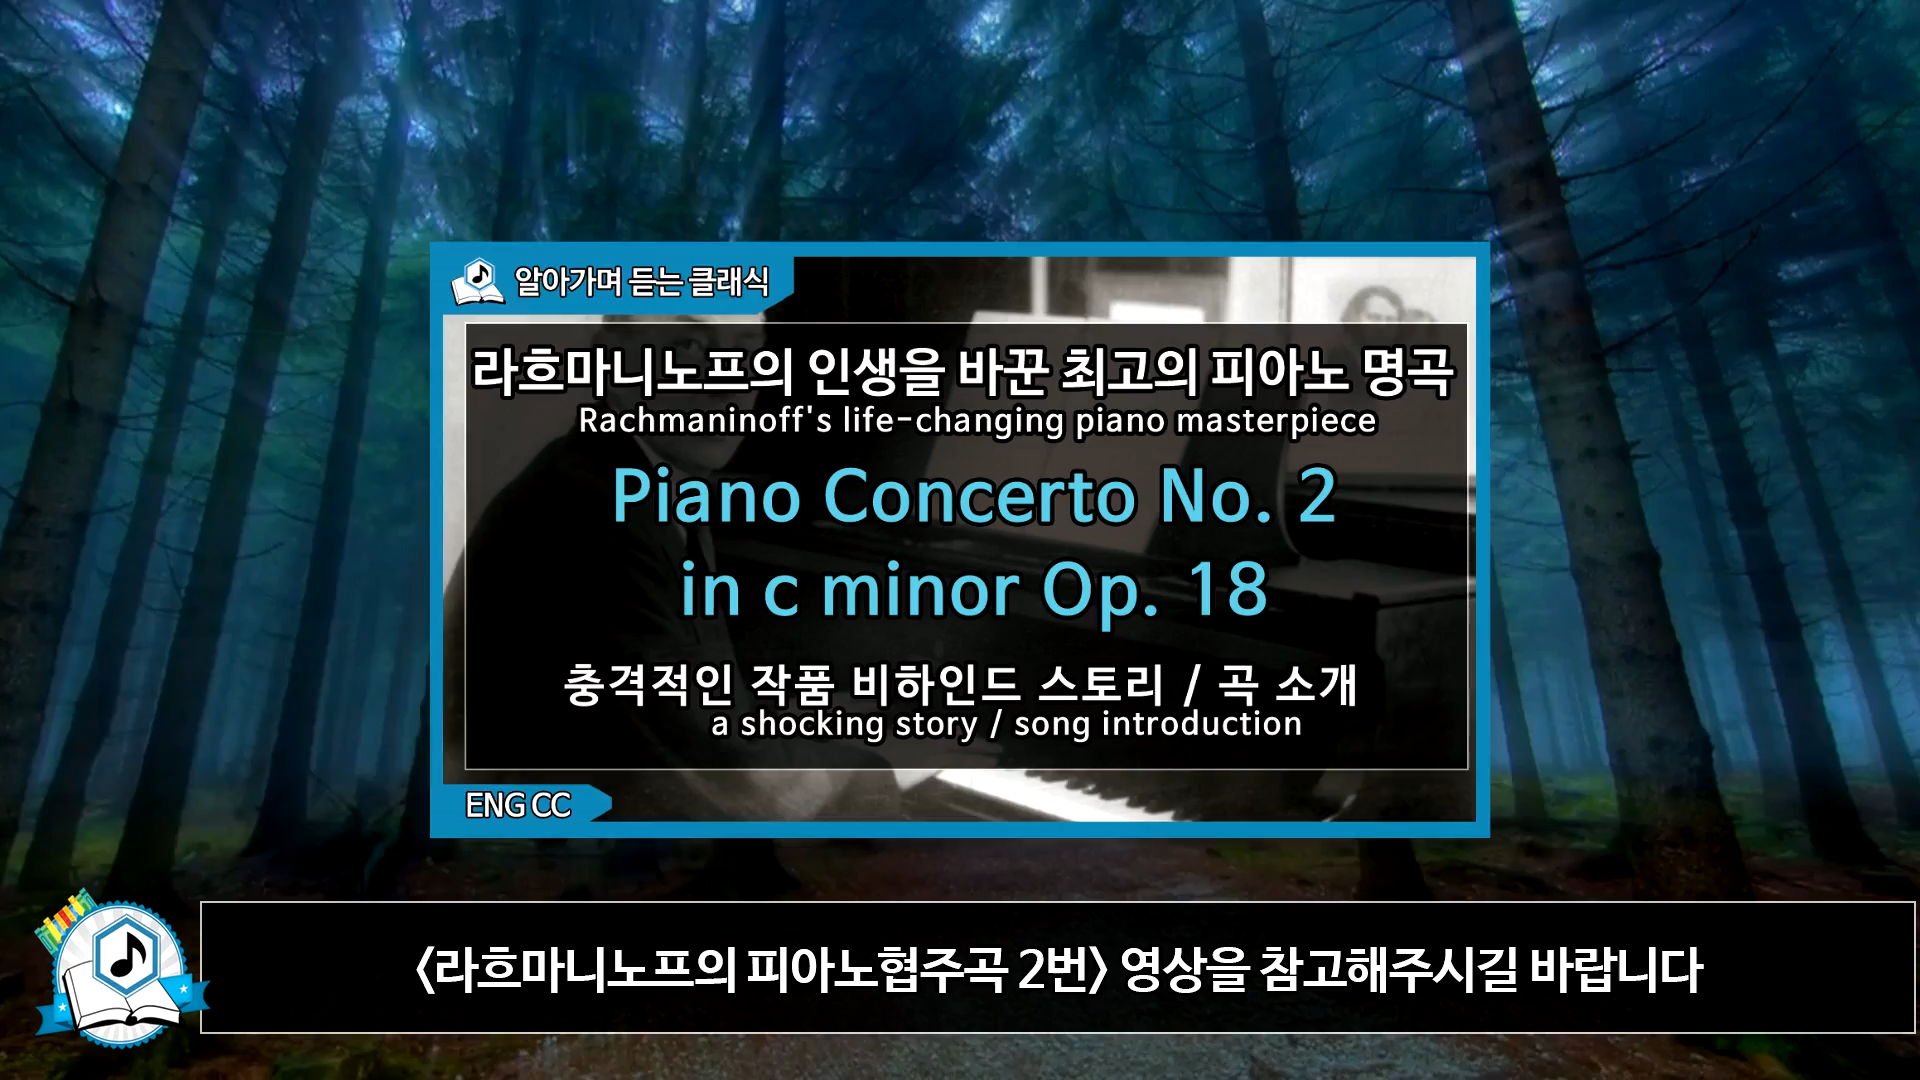 알아가며 듣는 클래식
라흐마니노프의 인생을 바꾼 최고의 피아노 명곡
Rachmaninoff's life-changing piano masterpiece
Piano Concerto No. 2
in c minor Op. 18
충격적인 작품 비하인드 스토리 / 곡 소개
a shocking story / song introduction
ENG CC
<라흐마니노프의 피아노협주곡 2번> 영상을 참고해주시길 바랍니다